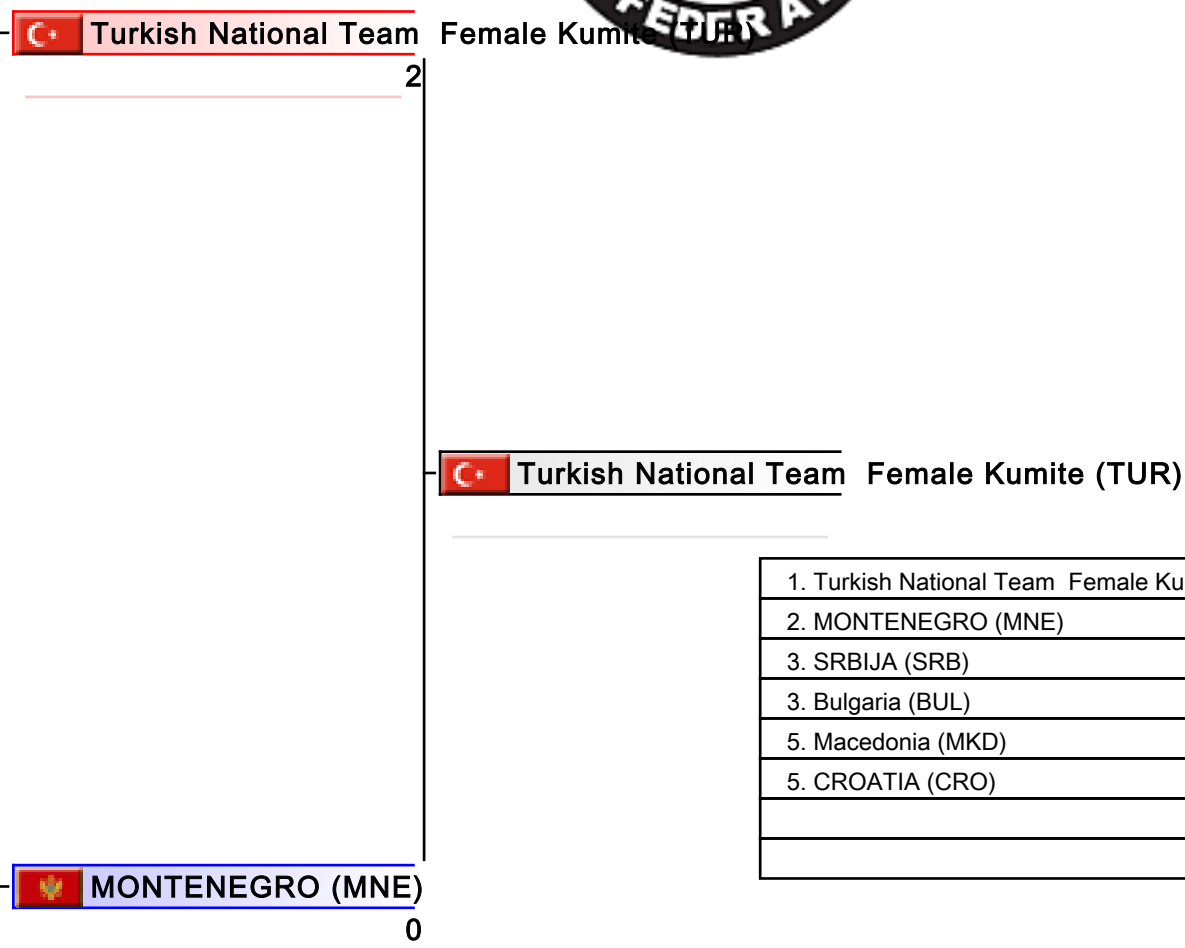 FEDERA
Turkish National Team  Female Kumite (TUR)
2
Turkish National Team  Female Kumite (TUR)
1. Turkish National Team  Female Ku
2. MONTENEGRO (MNE)
3. SRBIJA (SRB)
3. Bulgaria (BUL)
5. Macedonia (MKD)
5. CROATIA (CRO)
MONTENEGRO (MNE)
0